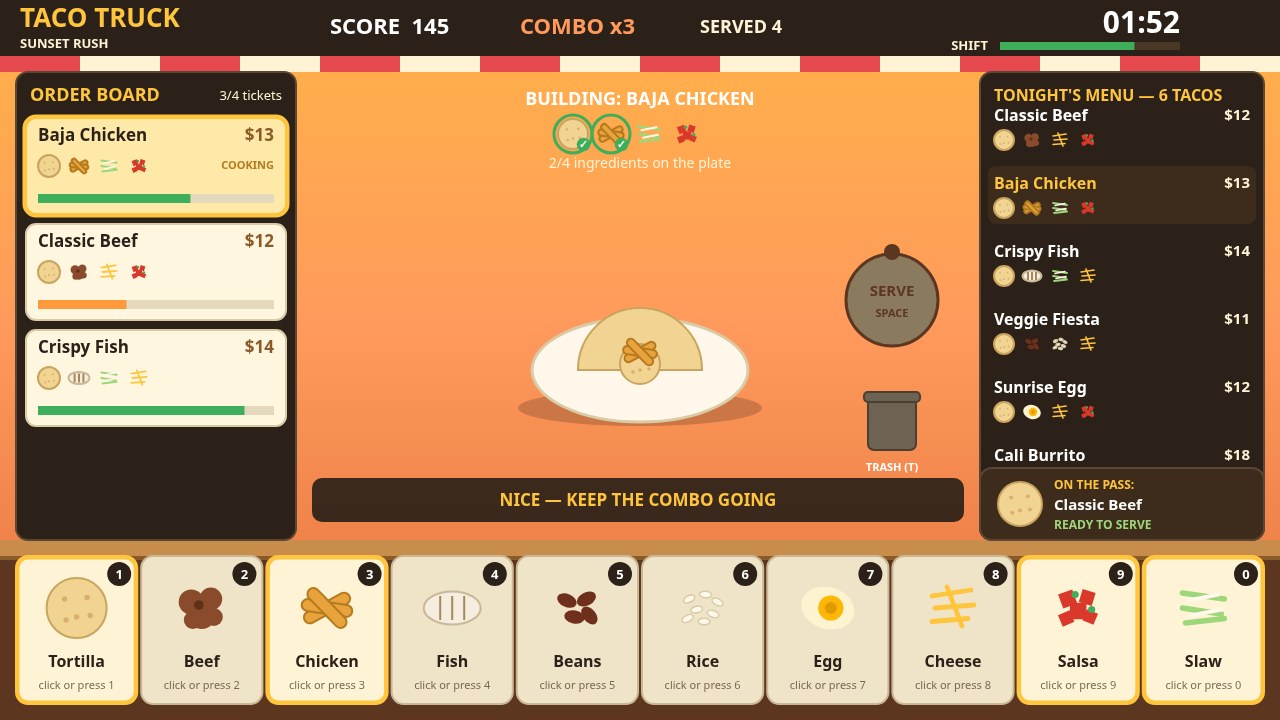 TACO TRUCK
SUNSET RUSH
SCORE 145
COMBO x3
SERVED 4
01:52
SHIFT
ORDER BOARD
3/4 tickets
Baja Chicken $13
COOKING
Classic Beef $12
Crispy Fish $14
BUILDING: BAJA CHICKEN
2/4 ingredients on the plate
SERVE
SPACE
TRASH (T)
NICE — KEEP THE COMBO GOING
TONIGHT'S MENU — 6 TACOS
Classic Beef $12
Baja Chicken $13
Crispy Fish $14
Veggie Fiesta $11
Sunrise Egg $12
Cali Burrito $18
ON THE PASS:
Classic Beef
READY TO SERVE
1
Tortilla
click or press 1
2
Beef
click or press 2
3
Chicken
click or press 3
4
Fish
click or press 4
5
Beans
click or press 5
6
Rice
click or press 6
7
Egg
click or press 7
8
Cheese
click or press 8
9
Salsa
click or press 9
0
Slaw
click or press 0